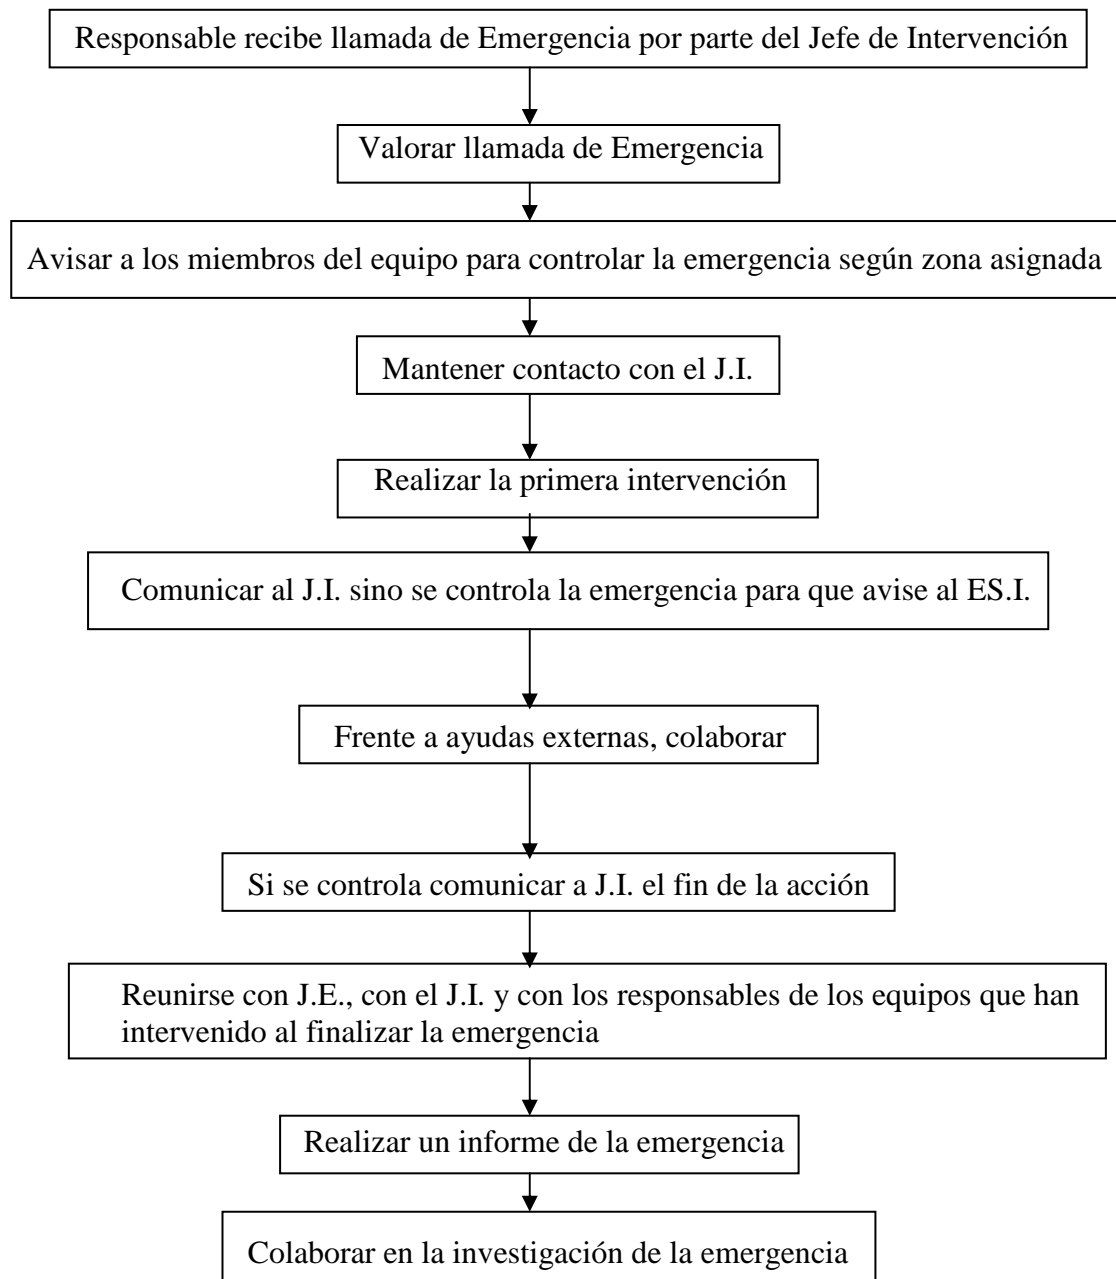 Responsable recibe llamada de Emergencia por parte del Jefe de Intervención
Valorar llamada de Emergencia
Avisar a los miembros del equipo para controlar la emergencia según zona asignada
Mantener contacto con el J.I.
Realizar la primera intervención
Comunicar al J.I. sino se controla la emergencia para que avise al ES.I.
Frente a ayudas externas, colaborar
Si se controla comunicar a J.I. el fin de la acción
Reunirse con J.E., con el J.I. y con los responsables de los equipos que han
intervenido al finalizar la emergencia
Realizar un informe de la emergencia
Colaborar en la investigación de la emergencia